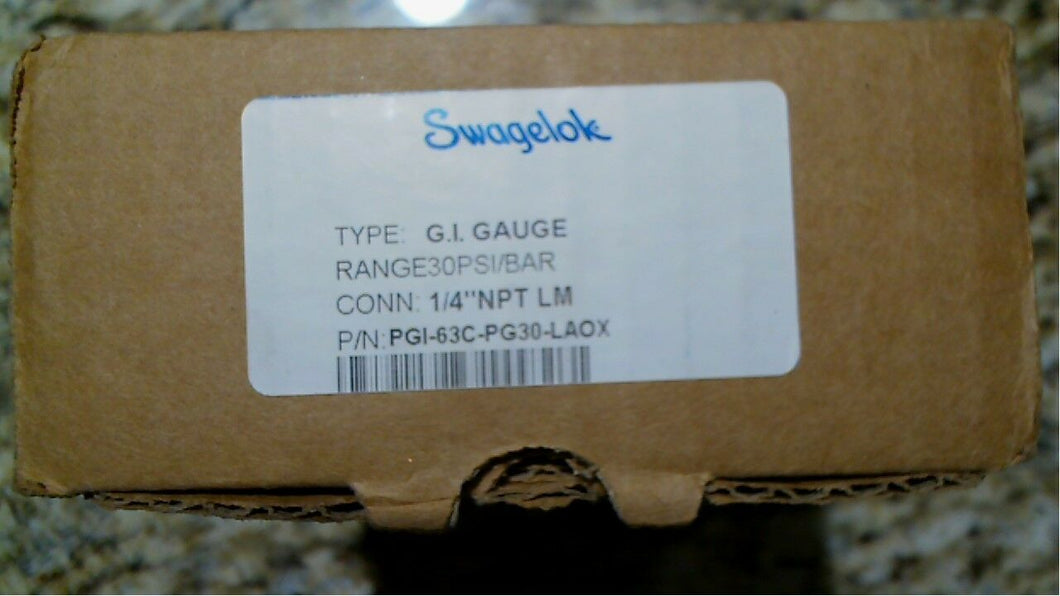 Swagelok
TYPE: G.I. GAUGE
RANGE30PSI/BAR
CONN: 1/4"NPT LM
P/N:PGI-63C-PG30-LAOX